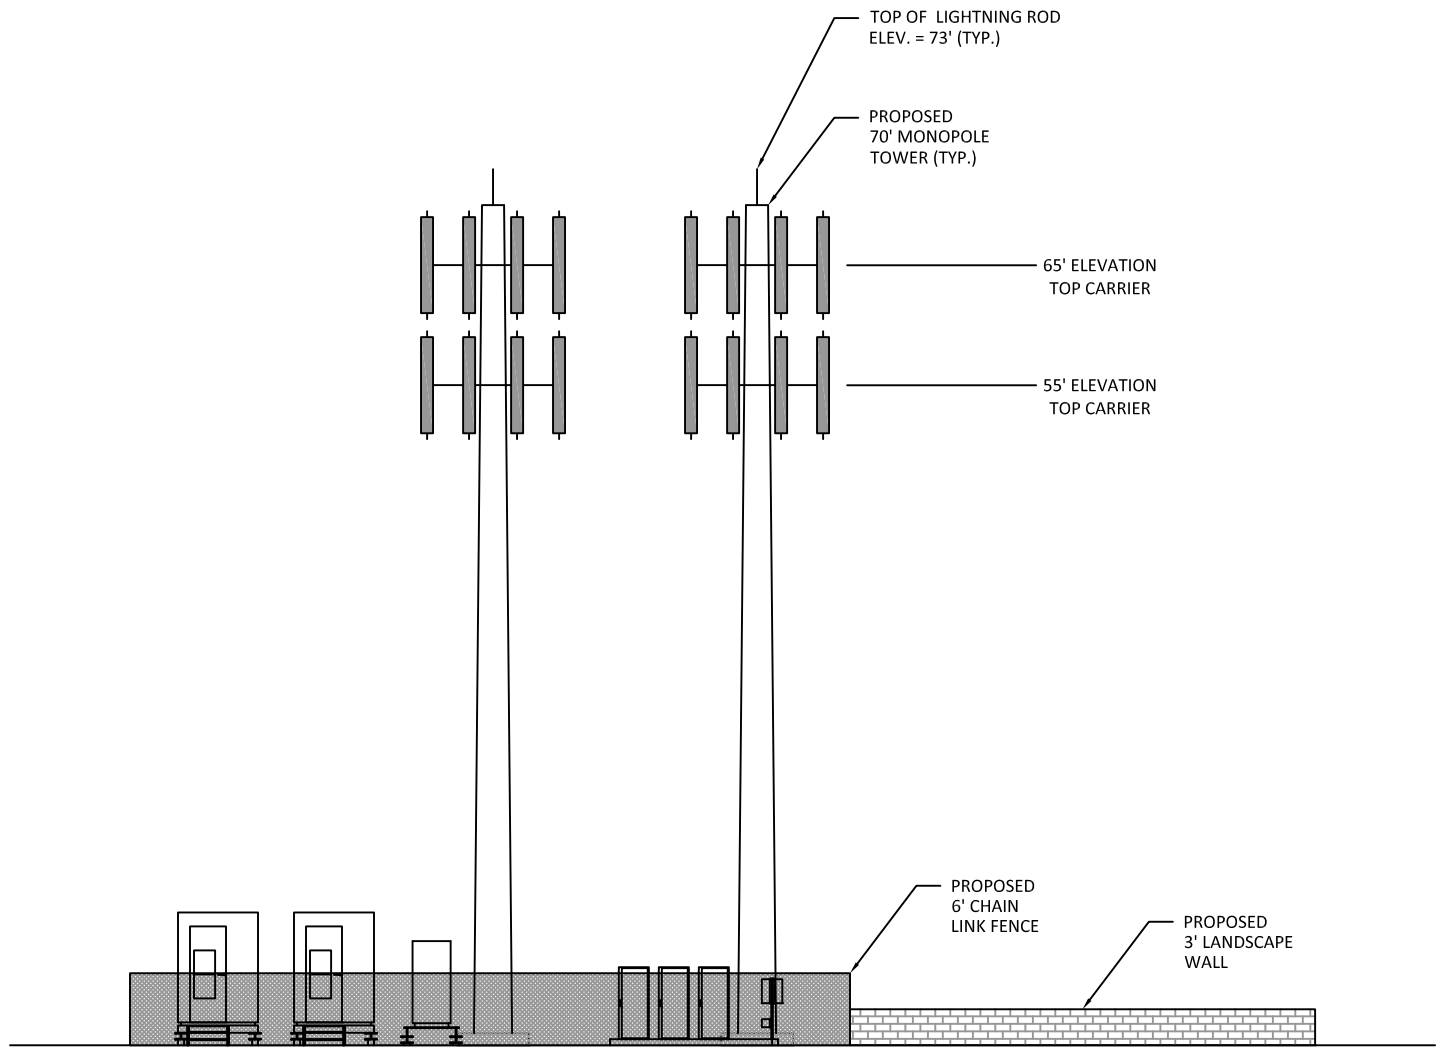 TOP OF LIGHTNING ROD
ELEV. = 73' (TYP.)
PROPOSED
70' MONOPOLE
TOWER (TYP.)
65' ELEVATION
TOP CARRIER
55' ELEVATION
TOP CARRIER
PROPOSED
6' CHAIN
LINK FENCE
PROPOSED
3' LANDSCAPE
WALL